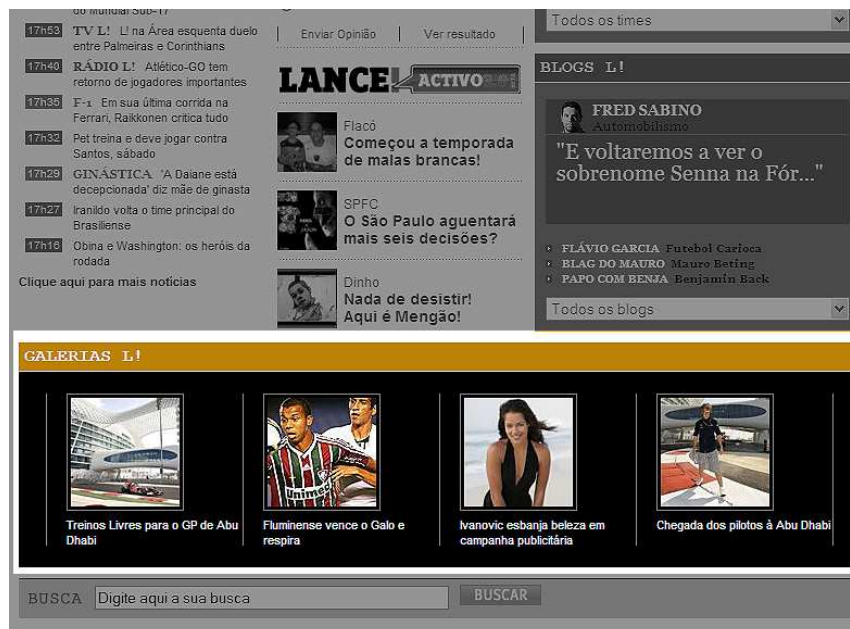 do Mundial Sub-17
17h53 TV L! L! na Área esquenta duelo
entre Palmeiras e Corinthians
17h40 RÁDIO L! Atlético-GO tem
retorno de jogadores importantes
17h35 F-1 Em sua última corrida na
Ferrari, Raikkonen critica tudo
17h32 Pet treina e deve jogar contra
Santos, sábado
17h29 GINÁSTICA 'A Daiane está
decepcionada' diz mãe de ginasta
17h27 Iranildo volta o time principal do
Brasiliense
17h16 Obina e Washington: os heróis da
rodada
Clique aqui para mais notícias
Enviar Opinião
Ver resultado
LANCE! ACTIVO
Flacó
Começou a temporada
de malas brancas!
SPFC
O São Paulo aguentará
mais seis decisões?
Dinho
Nada de desistir!
Aqui é Mengão!
Todos os times
BLOGS L!
FRED SABINO
Automobilismo
"E voltaremos a ver o
sobrenome Senna na Fór..."
FLÁVIO GARCIA Futebol Carioca
BLAG DO MAURO Mauro Beting
PAPO COM BENJA Benjamin Back
Todos os blogs
GALERIAS L!
Unimed
Treinos Livres para o GP de Abu
Dhabi
Fluminense vence o Galo e
respira
Ivanovic esbanja beleza em
campanha publicitária
Chegada dos pilotos à Abu Dhabi
BUSCA Digite aqui a sua busca BUSCAR